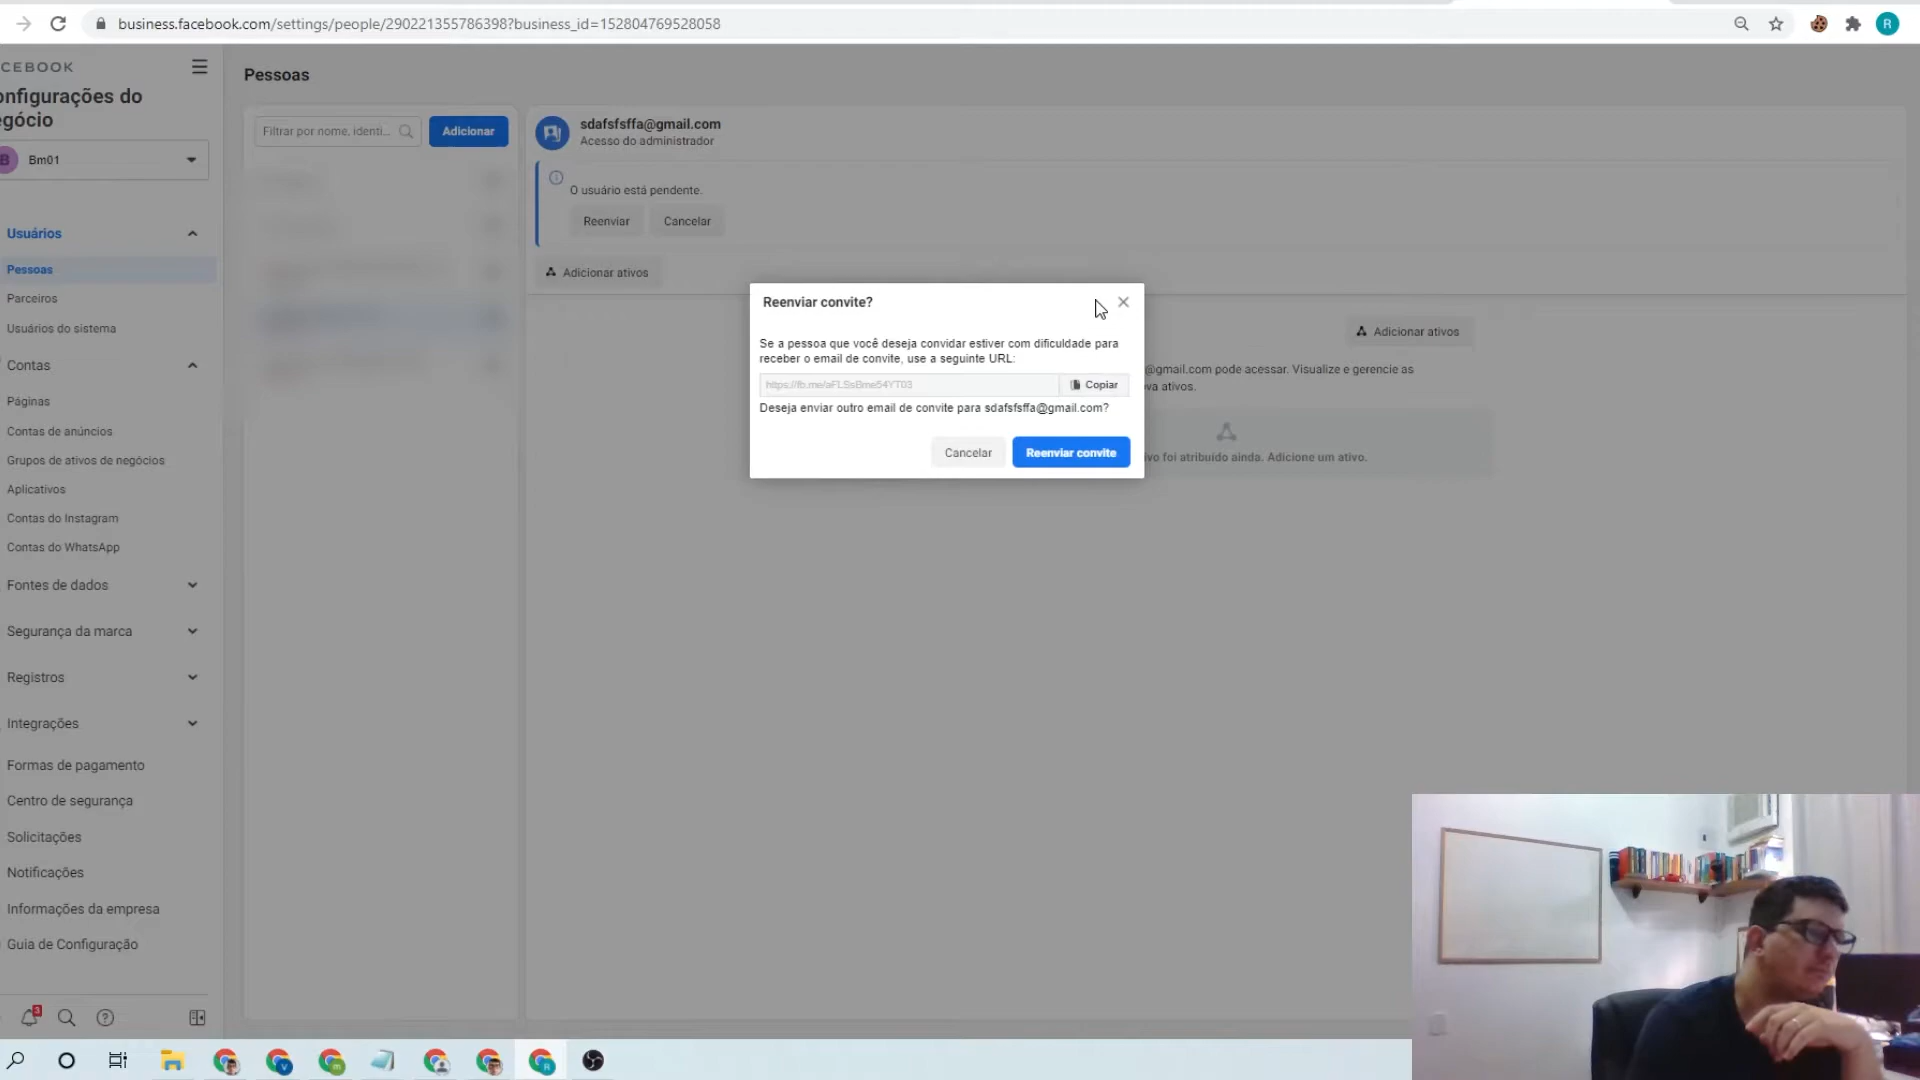 business.facebook.com/settings/people/290221355786398?business_id=152804769528058
R
CEBOOK
onfigurações do
egócio
B
Bm01
Usuários
Pessoas
Parceiros
Usuários do sistema
Contas
Páginas
Contas de anúncios
Grupos de ativos de negócios
Aplicativos
Contas do Instagram
Contas do WhatsApp
Fontes de dados
Segurança da marca
Registros
Integrações
Formas de pagamento
Centro de segurança
Solicitações
Notificações
Informações da empresa
Guia de Configuração
3
Pessoas
Filtrar por nome, identi...
Adicionar
sdafsfsffa@gmail.com
Acesso do administrador
O usuário está pendente.
Reenviar
Cancelar
Adicionar ativos
Adicionar ativos
@gmail.com pode acessar. Visualize e gerencie as
va ativos.
vo foi atribuído ainda. Adicione um ativo.
Reenviar convite?
Se a pessoa que você deseja convidar estiver com dificuldade para
receber o email de convite, use a seguinte URL:
Copiar
Deseja enviar outro email de convite para sdafsfsffa@gmail.com?
Cancelar
Reenviar convite